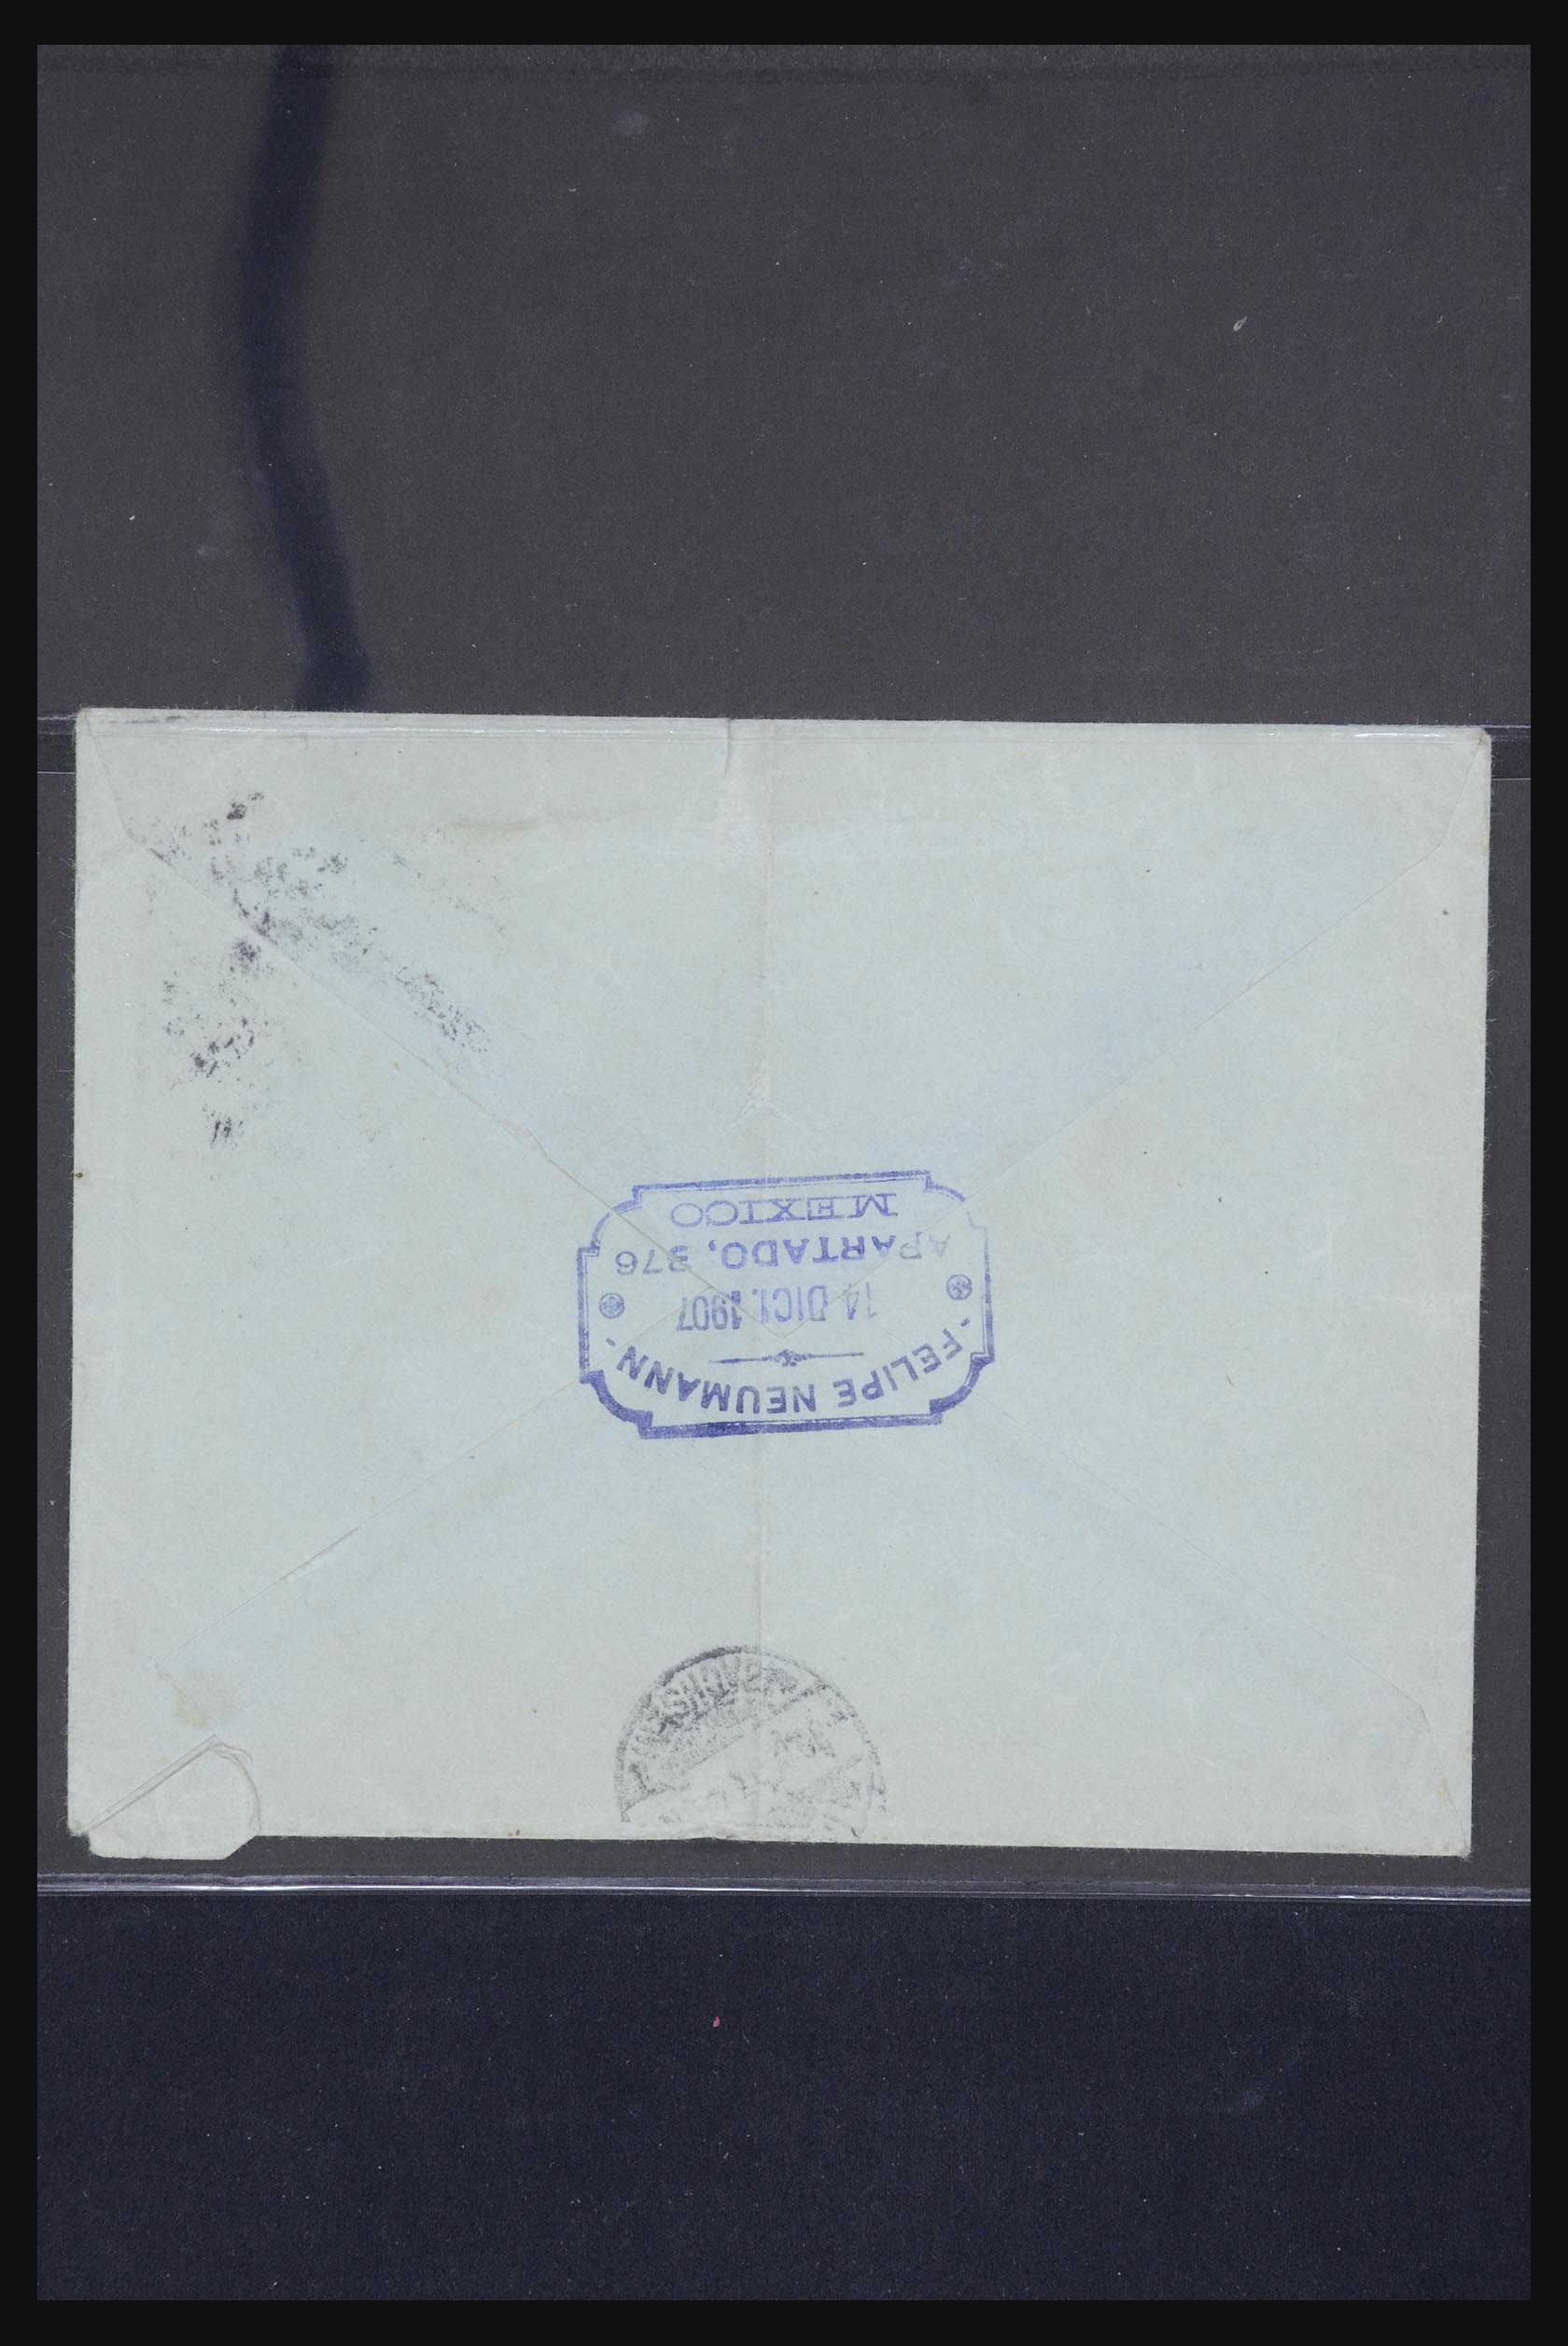 - FELIPE NEUMANN -
14 DICI. 1907
APARTADO, 376
MEXICO